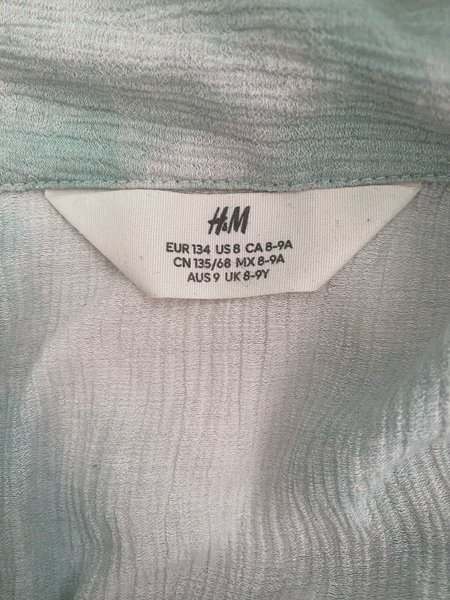 H&M
EUR 134 US 8 CA 8-9A
CN 135/68 MX 8-9A
AUS 9 UK 8-9Y